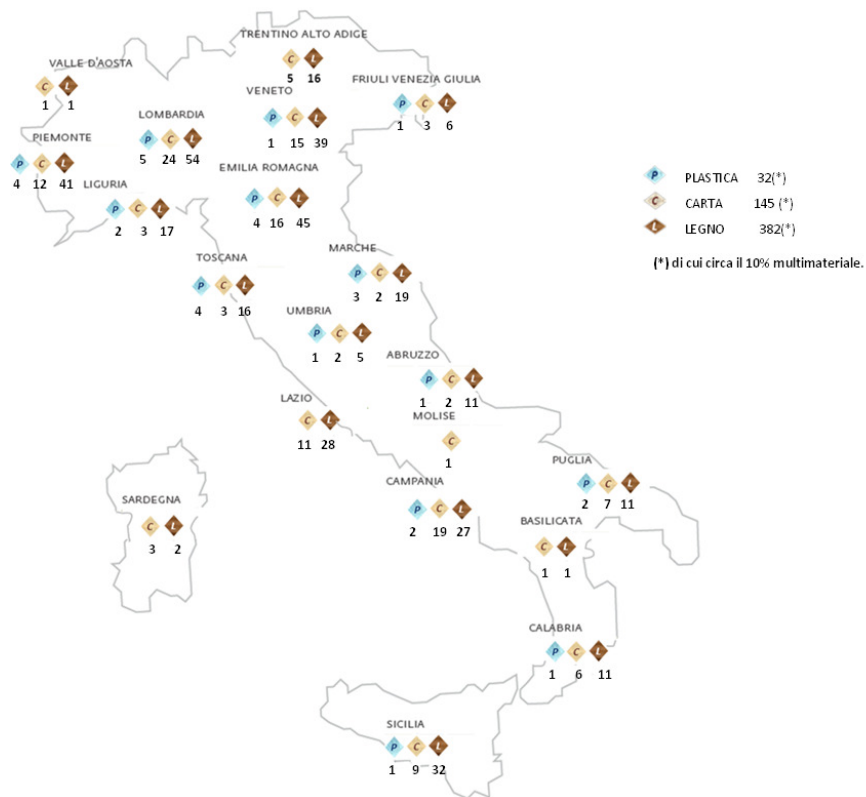 TRENTINO ALTO ADIGE
C L
5 16
VALLE D'AOSTA
C L
1 1
VENETO
P C L
1 15 39
FRIULI VENEZIA GIULIA
P C L
1 3 6
LOMBARDIA
P C L
5 24 54
PIEMONTE
P C L
4 12 41
EMILIA ROMAGNA
P C L
4 16 45
LIGURIA
P C L
2 3 17
P PLASTICA 32(*)
C CARTA 145 (*)
L LEGNO 382(*)
(*) di cui circa il 10% multimateriale.
TOSCANA
P C L
4 3 16
MARCHE
P C L
3 2 19
UMBRIA
P C L
1 2 5
ABRUZZO
P C L
1 2 11
LAZIO
C L
11 28
MOLISE
C
1
CAMPANIA
P C L
2 19 27
PUGLIA
P C L
2 7 11
SARDEGNA
C L
3 2
BASILICATA
C L
1 1
CALABRIA
P C L
1 6 11
SICILIA
P C L
1 9 32